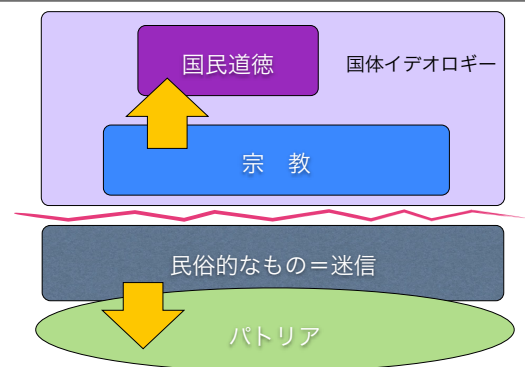 国民道徳
国体イデオロギー
宗　教
民俗的なもの＝迷信
パトリア